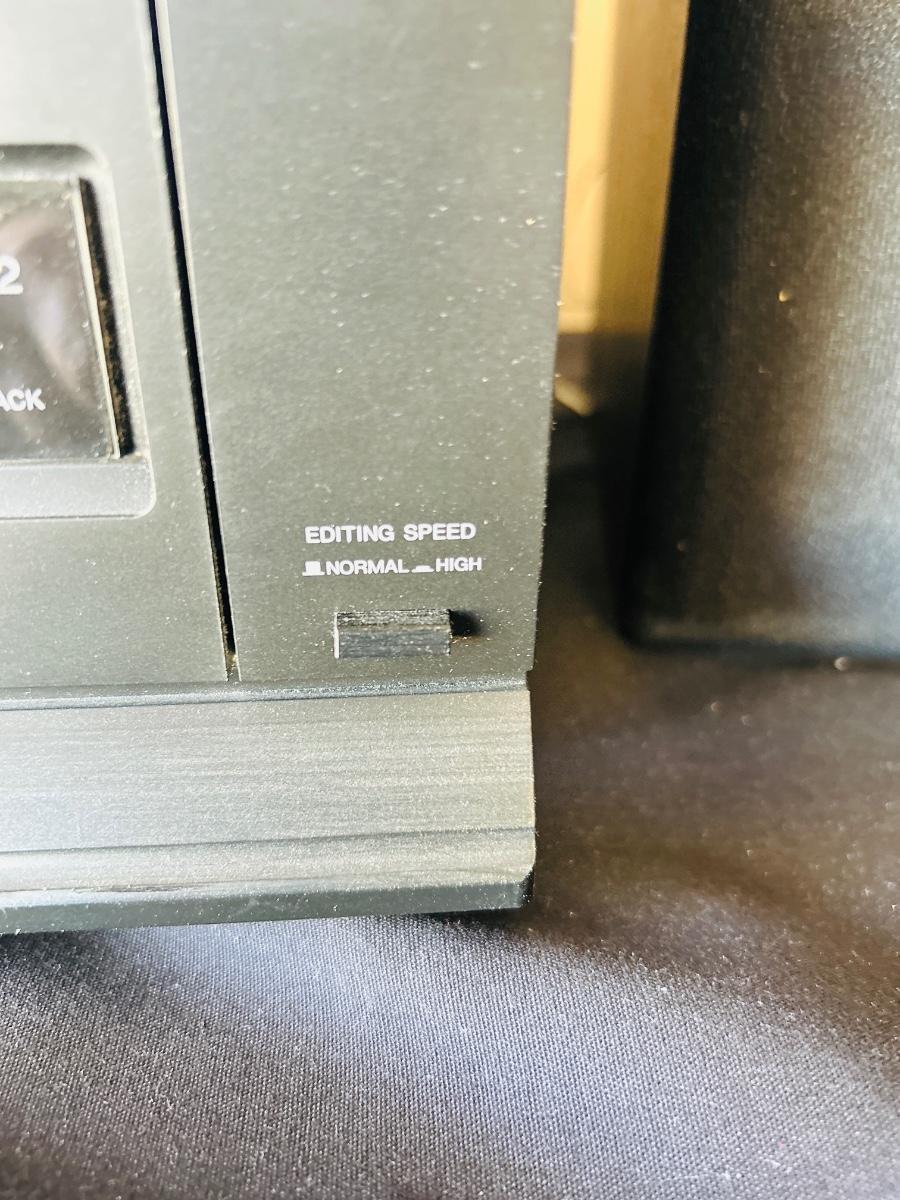 2
ACK
EDITING SPEED
NORMAL HIGH